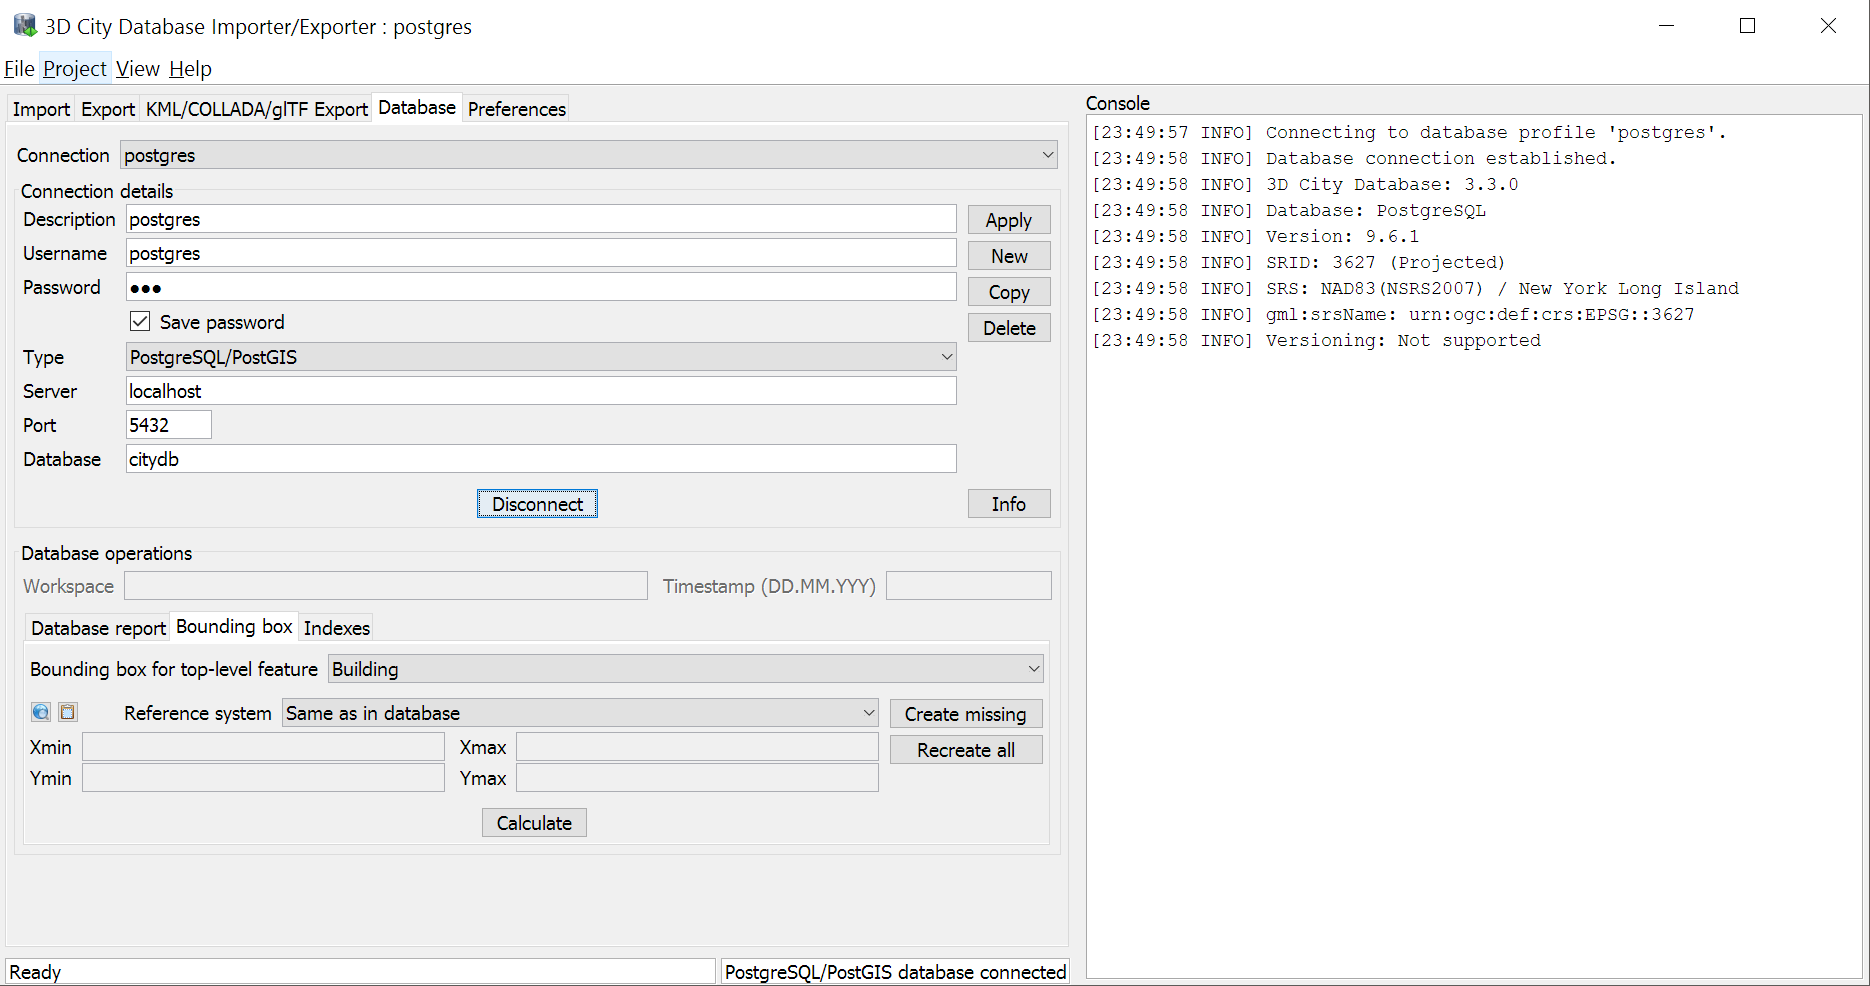 3D City Database Importer/Exporter : postgres
File Project View Help
Import Export KML/COLLADA/glTF Export Database Preferences
Connection postgres
Connection details
Description postgres Apply
Username postgres New
Password ●●● Copy
Save password Delete
Type PostgreSQL/PostGIS
Server localhost
Port 5432
Database citydb
Disconnect Info
Database operations
Workspace Timestamp (DD.MM.YYY)
Database report Bounding box Indexes
Bounding box for top-level feature Building
Reference system Same as in database Create missing
Xmin Xmax Recreate all
Ymin Ymax
Calculate
Ready PostgreSQL/PostGIS database connected
Console
[23:49:57 INFO] Connecting to database profile 'postgres'.
[23:49:58 INFO] Database connection established.
[23:49:58 INFO] 3D City Database: 3.3.0
[23:49:58 INFO] Database: PostgreSQL
[23:49:58 INFO] Version: 9.6.1
[23:49:58 INFO] SRID: 3627 (Projected)
[23:49:58 INFO] SRS: NAD83(NSRS2007) / New York Long Island
[23:49:58 INFO] gml:srsName: urn:ogc:def:crs:EPSG::3627
[23:49:58 INFO] Versioning: Not supported